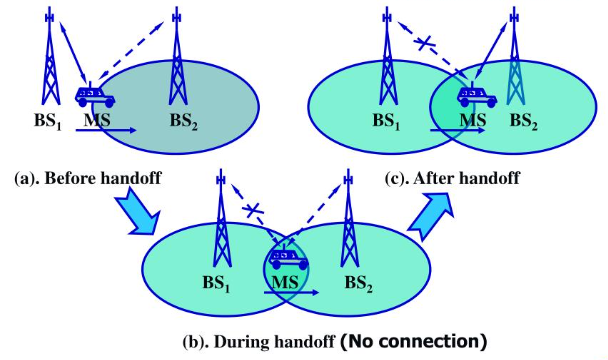 BS₁ MS BS₂
(a). Before handoff
BS₁ MS BS₂
(c). After handoff
BS₁ MS BS₂
(b). During handoff (No connection)